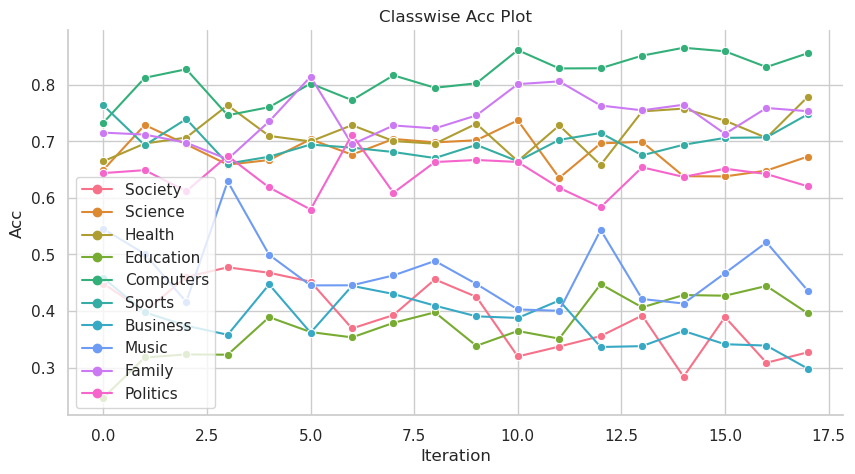 Classwise Acc Plot
Acc
0.8
0.7
0.6
0.5
0.4
0.3
Society
Science
Health
Education
Computers
Sports
Business
Music
Family
Politics
0.0 2.5 5.0 7.5 10.0 12.5 15.0 17.5
Iteration